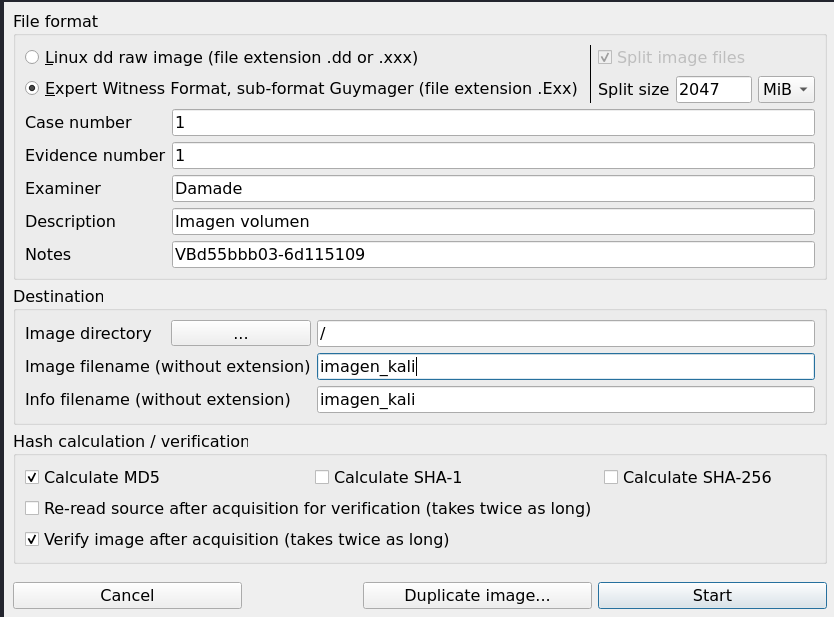 File format
Linux dd raw image (file extension .dd or .xxx)
Split image files
Expert Witness Format, sub-format Guymager (file extension .Exx)
Split size 2047 MiB
Case number 1
Evidence number 1
Examiner Damade
Description Imagen volumen
Notes VBd55bbb03-6d115109
Destination
Image directory ... /
Image filename (without extension) imagen_kali
Info filename (without extension) imagen_kali
Hash calculation / verification
Calculate MD5 Calculate SHA-1 Calculate SHA-256
Re-read source after acquisition for verification (takes twice as long)
Verify image after acquisition (takes twice as long)
Cancel Duplicate image... Start